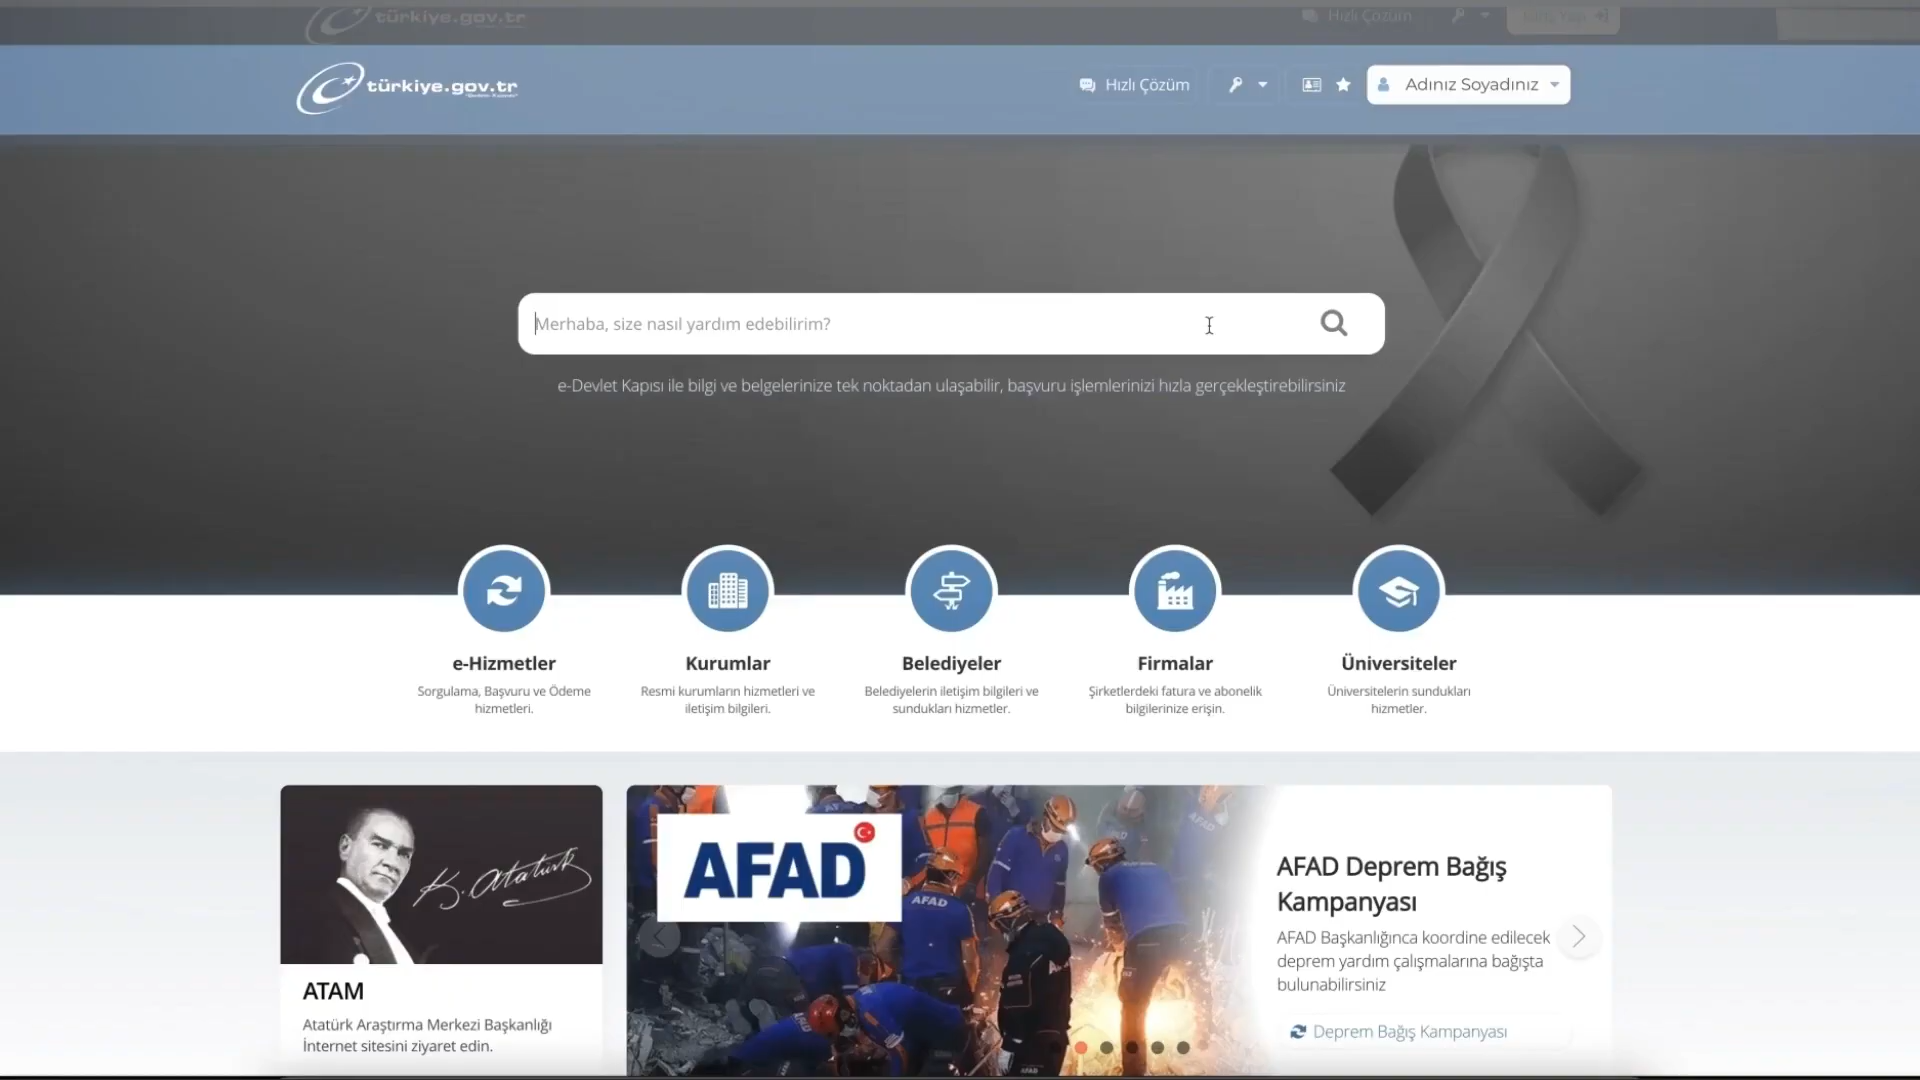 türkiye.gov.tr
Hızlı Çözüm
türkiye.gov.tr
Hızlı Çözüm
Adınız Soyadınız
Merhaba, size nasıl yardım edebilirim?
e-Devlet Kapısı ile bilgi ve belgelerinize tek noktadan ulaşabilir, başvuru işlemlerinizi hızla gerçekleştirebilirsiniz
e-Hizmetler
Sorgulama, Başvuru ve Ödeme
hizmetleri.
Kurumlar
Resmi kurumların hizmetleri ve
iletişim bilgileri.
Belediyeler
Belediyelerin iletişim bilgileri ve
sundukları hizmetler.
Firmalar
Şirketlerdeki fatura ve abonelik
bilgilerinize erişin.
Üniversiteler
Üniversitelerin sundukları
hizmetler.
K. Atatürk
ATAM
Atatürk Araştırma Merkezi Başkanlığı
İnternet sitesini ziyaret edin.
AFAD
AFAD
AFAD
AFAD Deprem Bağış
Kampanyası
AFAD Başkanlığınca koordine edilecek
deprem yardım çalışmalarına bağışta
bulunabilirsiniz
Deprem Bağış Kampanyası